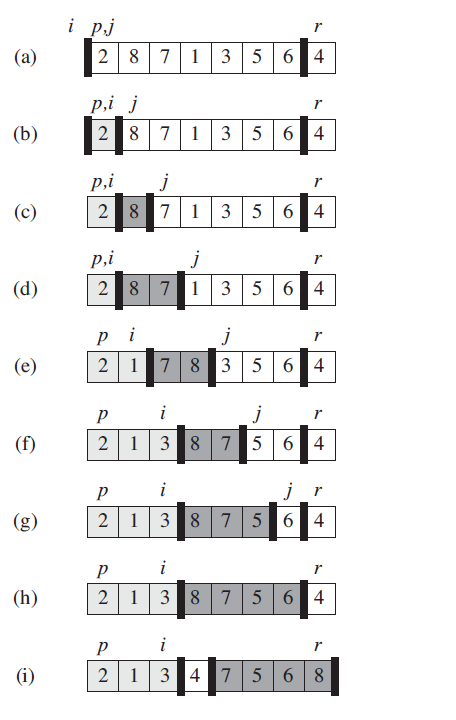 i p,j r
(a) 2 8 7 1 3 5 6 4
p,i j r
(b) 2 8 7 1 3 5 6 4
p,i j r
(c) 2 8 7 1 3 5 6 4
p,i j r
(d) 2 8 7 1 3 5 6 4
p i j r
(e) 2 1 7 8 3 5 6 4
p i j r
(f) 2 1 3 8 7 5 6 4
p i j r
(g) 2 1 3 8 7 5 6 4
p i r
(h) 2 1 3 8 7 5 6 4
p i r
(i) 2 1 3 4 7 5 6 8